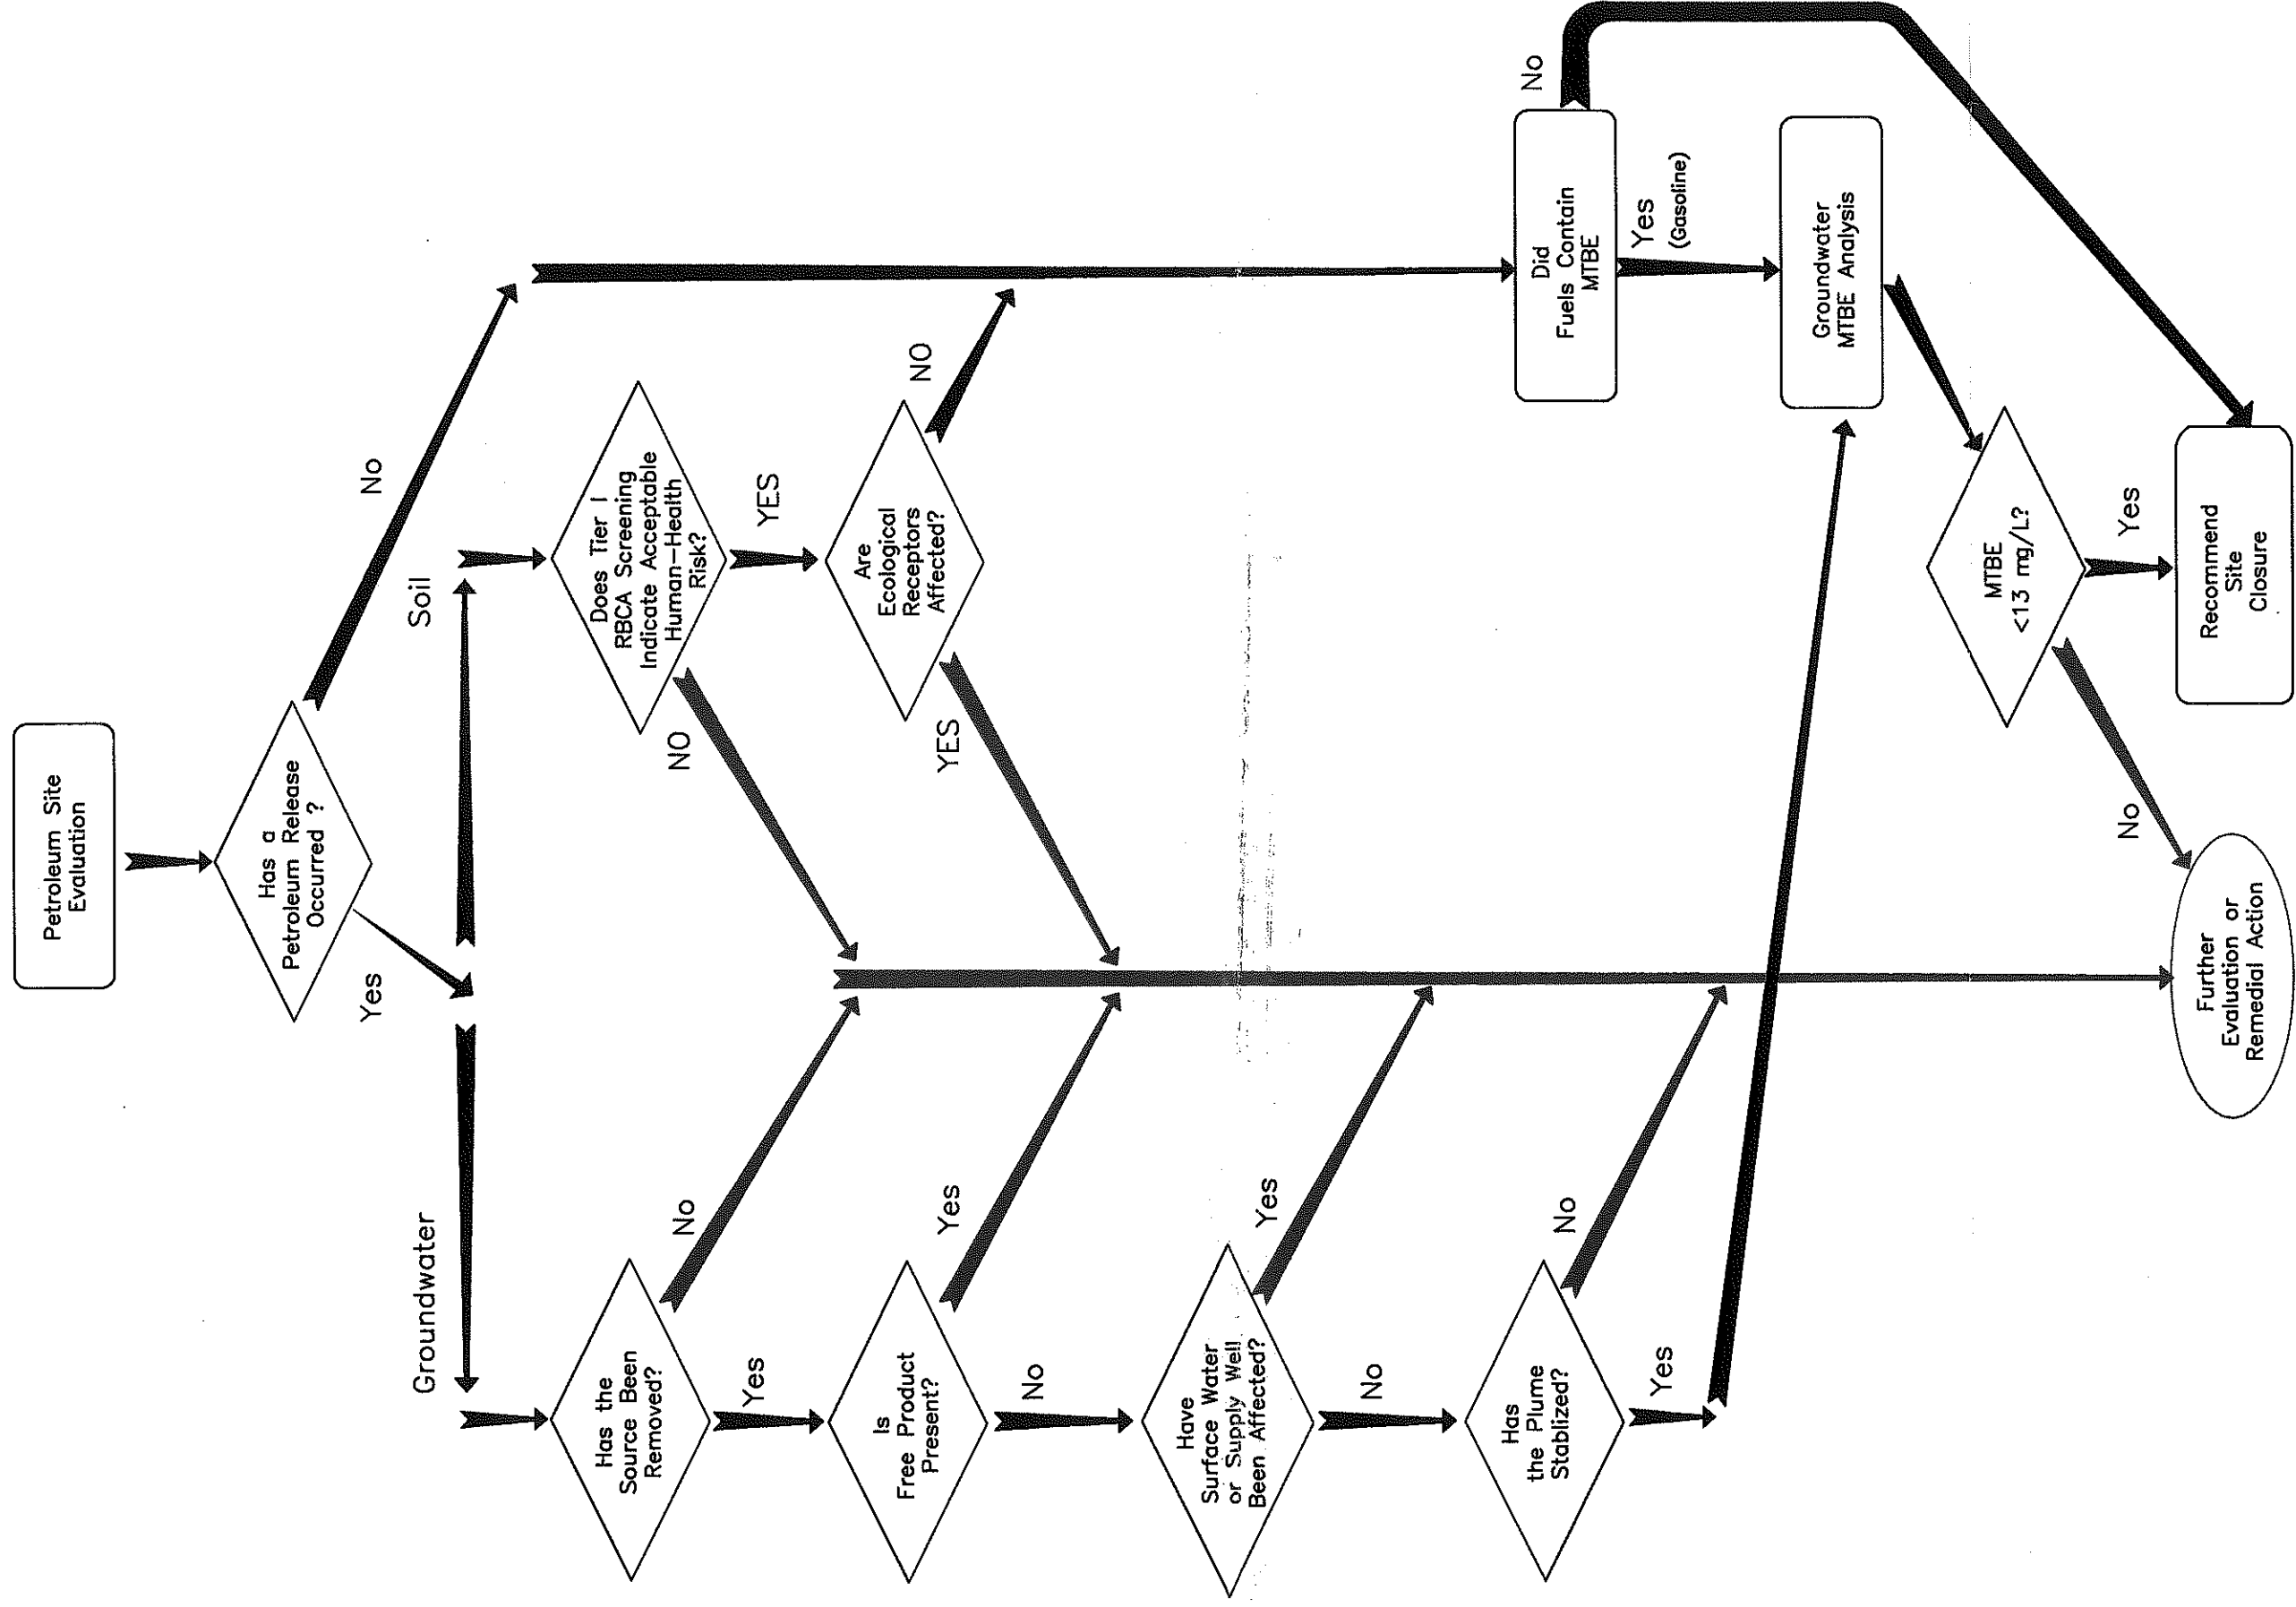 Petroleum Site
Evaluation
Has a
Petroleum Release
Occurred ?
No
Yes
Soil
Groundwater
Does Tier I
RBCA Screening
Indicate Acceptable
Human-Health
Risk?
NO
YES
Are
Ecological
Receptors
Affected?
NO
YES
Has the
Source Been
Removed?
No
Yes
Is
Free Product
Present?
Yes
No
Have
Surface Water
or Supply Well
Been Affected?
Yes
No
Has
the Plume
Stablized?
No
Yes
Did
Fuels Contain
MTBE
No
Yes
(Gasoline)
Groundwater
MTBE Analysis
MTBE
<13 mg/L?
Yes
No
Recommend
Site
Closure
Further
Evaluation or
Remedial Action